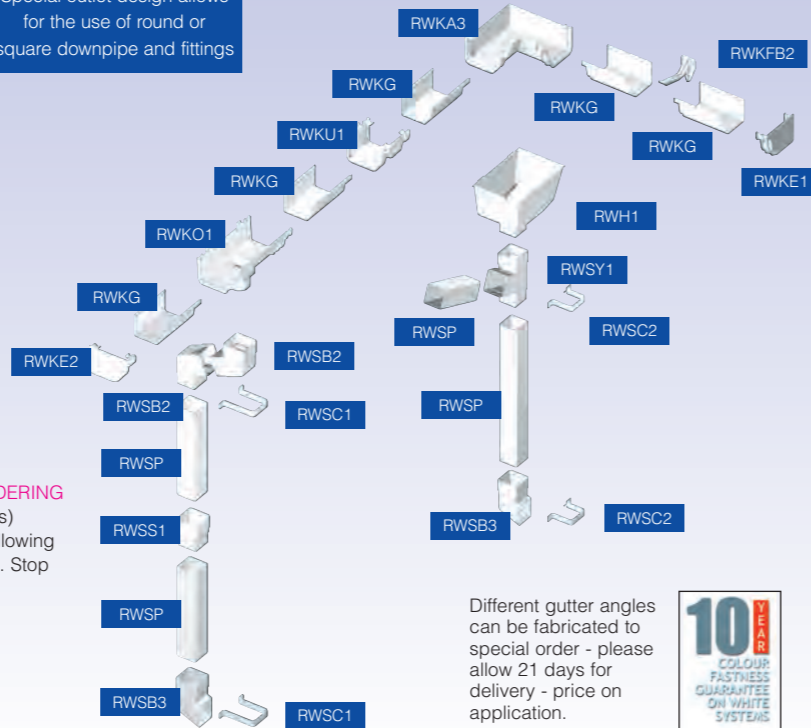 Special outlet design allows
for the use of round or
square downpipe and fittings
RWKA3
RWKFB2
RWKG
RWKG
RWKU1
RWKG
RWKE1
RWKG
RWH1
RWKO1
RWSY1
RWKG
RWSP
RWSC2
RWKE2
RWSB2
RWSB2
RWSC1
RWSP
RWSP
DERING
s)
RWSS1
RWSB3
RWSC2
lowing
. Stop
RWSP
RWSB3
RWSC1
Different gutter angles
can be fabricated to
special order - please
allow 21 days for
delivery - price on
application.
10 YEAR
COLOUR
FASTNESS
GUARANTEE
ON WHITE
SYSTEMS